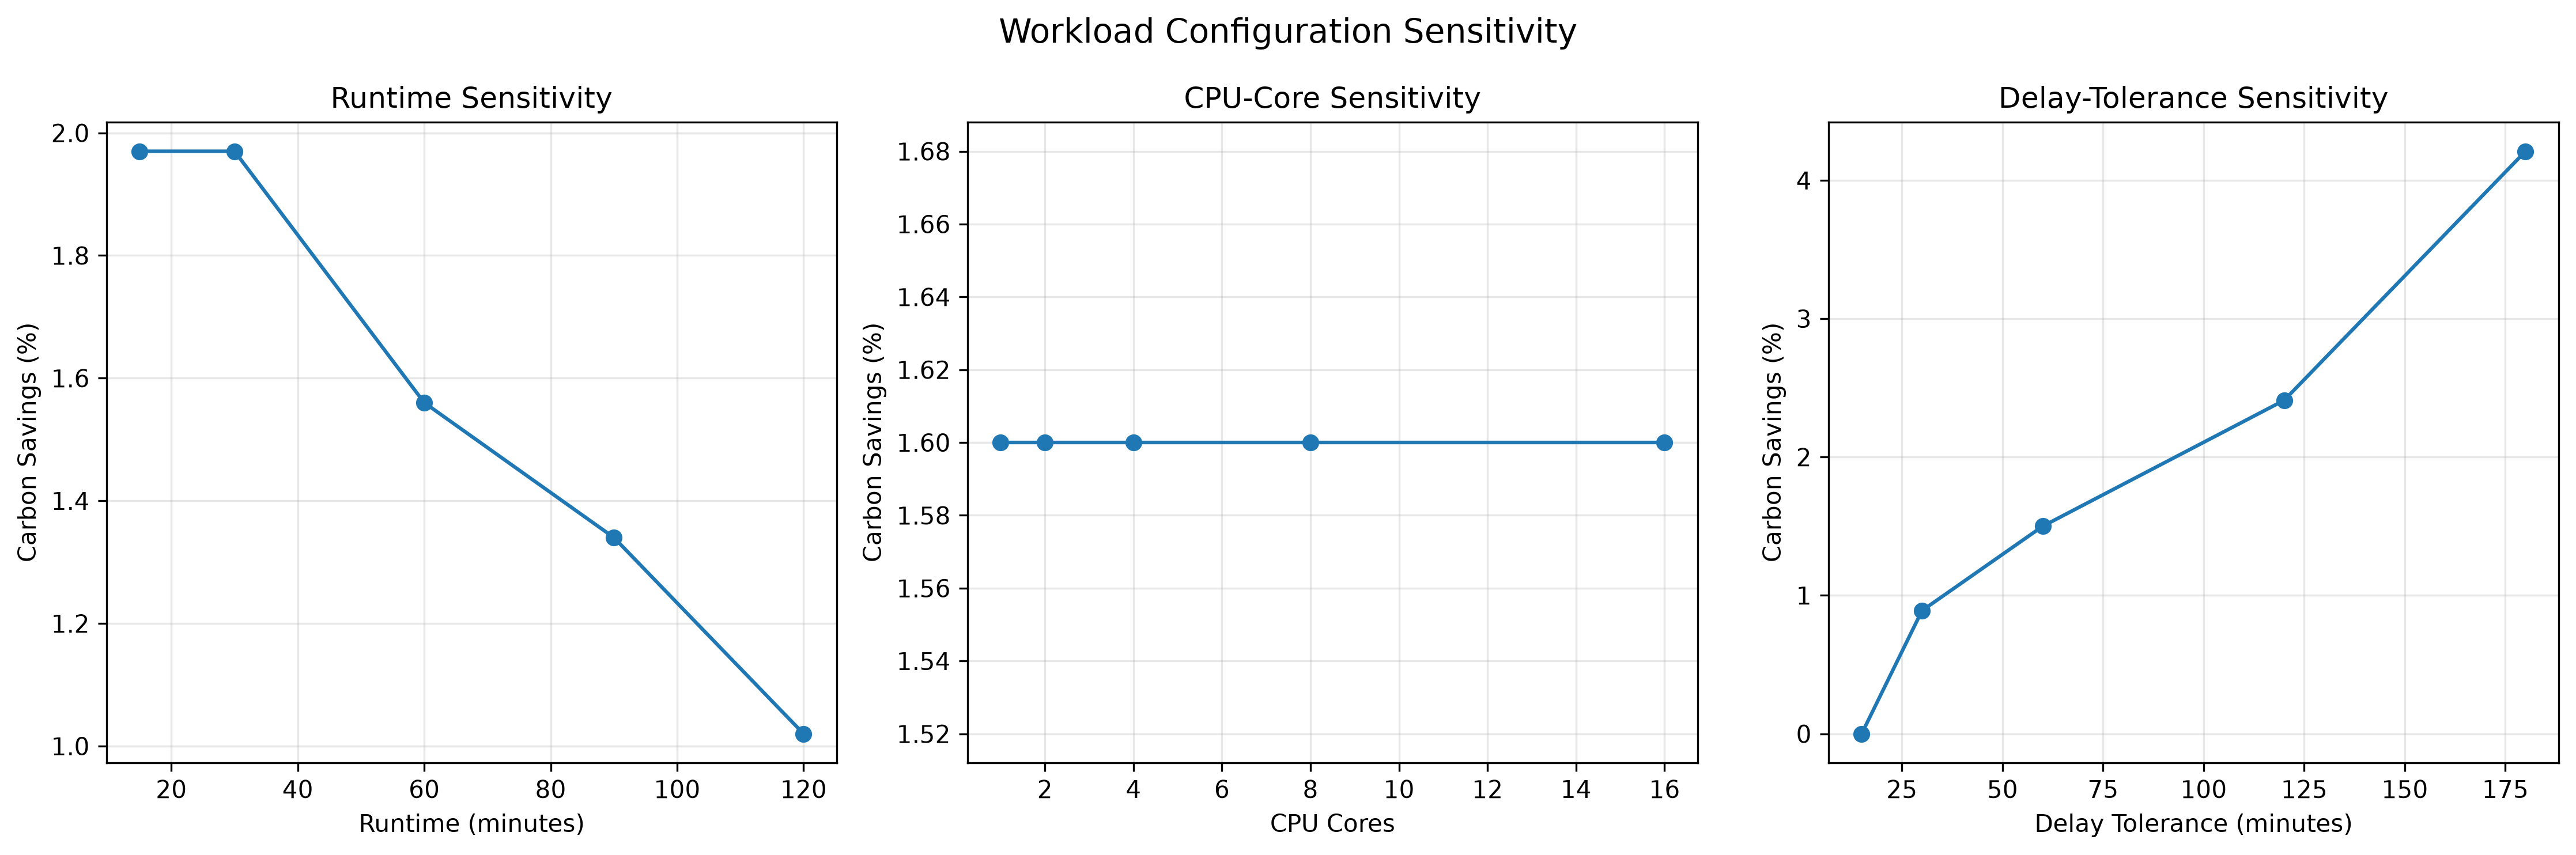 Workload Configuration Sensitivity
Runtime Sensitivity
2.0
1.8
1.6
1.4
1.2
1.0
Carbon Savings (%)
20 40 60 80 100 120
Runtime (minutes)
CPU-Core Sensitivity
1.68
1.66
1.64
1.62
1.60
1.58
1.56
1.54
1.52
Carbon Savings (%)
2 4 6 8 10 12 14 16
CPU Cores
Delay-Tolerance Sensitivity
4
3
2
1
0
Carbon Savings (%)
25 50 75 100 125 150 175
Delay Tolerance (minutes)